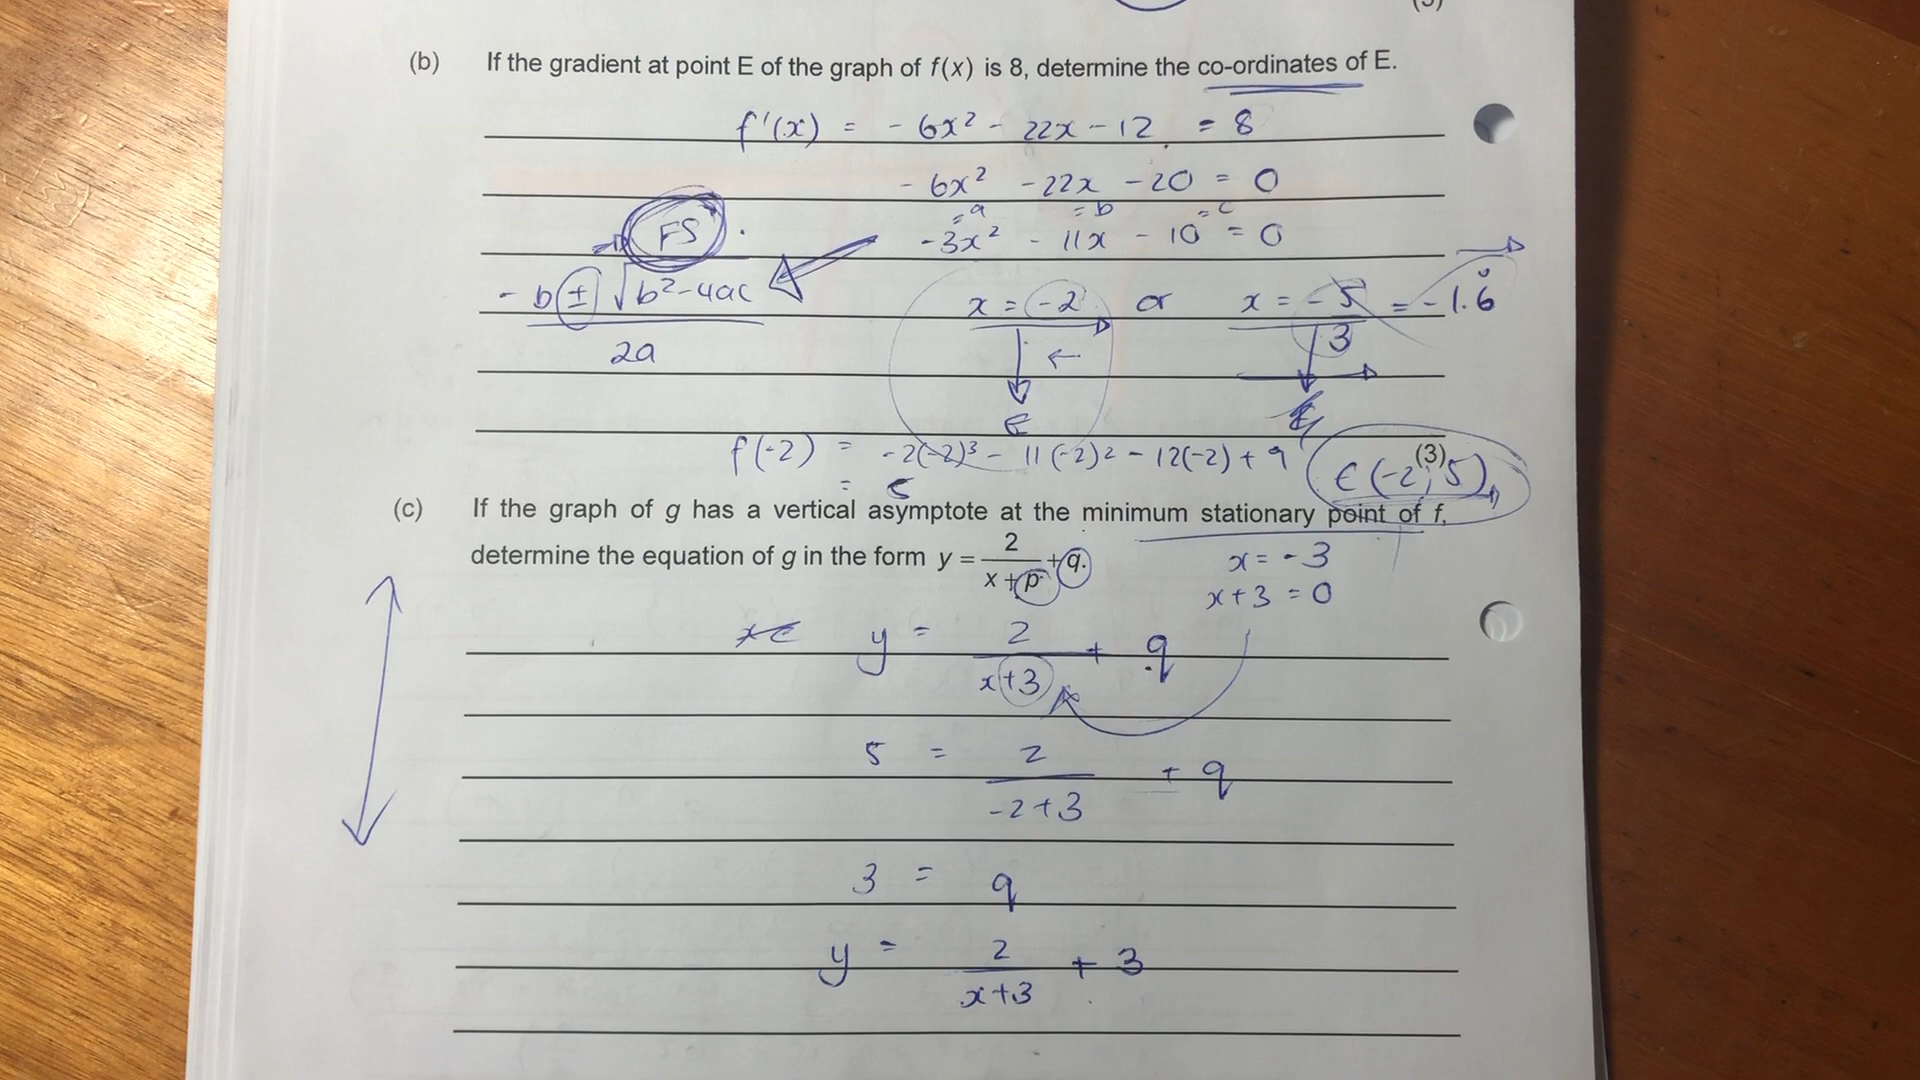 (b) If the gradient at point E of the graph of f(x) is 8, determine the co-ordinates of E.
f'(x) = - 6x² - 22x - 12 = 8
- 6x² - 22x - 20 = 0
= a = b = c
FS . -3x² - 11x - 10 = 0
- b ± √b²-4ac x = -2 or x = -5 = -1.6̇
2a 3
E
f(-2) = -2(-2)³ - 11(-2)² - 12(-2) + 9 E(-2;5)
(3)
= 5
(c) If the graph of g has a vertical asymptote at the minimum stationary point of f,
determine the equation of g in the form y = 2/(x + p) + q.
x = -3
x + 3 = 0
y = 2/(x+3) + q
5 = 2/(-2+3) + q
3 = q
y = 2/(x+3) + 3